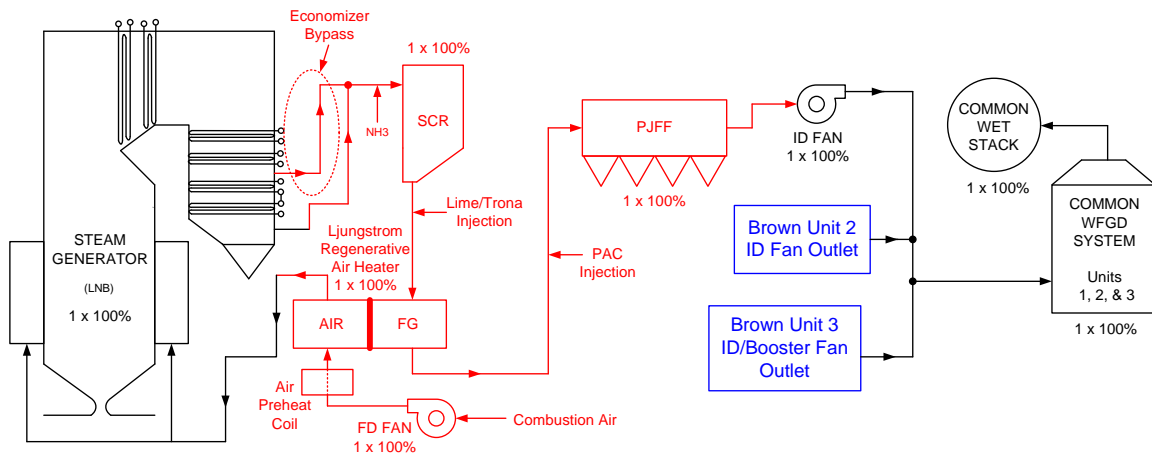 Economizer
Bypass
1 x 100%
SCR
NH3
PJFF
1 x 100%
ID FAN
1 x 100%
COMMON
WET
STACK
1 x 100%
STEAM
GENERATOR
(LNB)
1 x 100%
Lime/Trona
Injection
Ljungstrom
Regenerative
Air Heater
1 x 100%
AIR
FG
PAC
Injection
Air
Preheat
Coil
FD FAN
1 x 100%
Combustion Air
Brown Unit 2
ID Fan Outlet
Brown Unit 3
ID/Booster Fan
Outlet
COMMON
WFGD
SYSTEM
Units
1, 2, & 3
1 x 100%